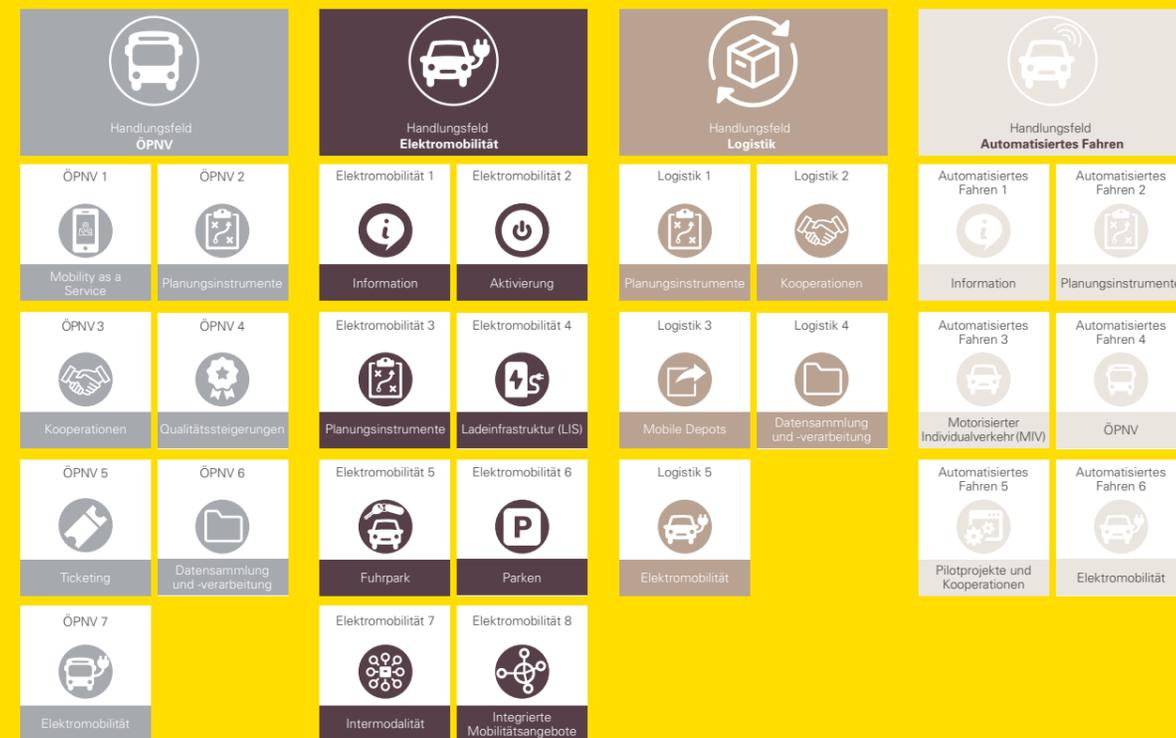 Handlungsfeld
ÖPNV
ÖPNV 1
Mobility as a
Service
ÖPNV 2
Planungsinstrumente
ÖPNV 3
Kooperationen
ÖPNV 4
Qualitätssteigerungen
ÖPNV 5
Ticketing
ÖPNV 6
Datensammlung
und -verarbeitung
ÖPNV 7
Elektromobilität
Handlungsfeld
Elektromobilität
Elektromobilität 1
i
Information
Elektromobilität 2
Aktivierung
Elektromobilität 3
Planungsinstrumente
Elektromobilität 4
Ladeinfrastruktur (LIS)
Elektromobilität 5
Fuhrpark
Elektromobilität 6
P
Parken
Elektromobilität 7
Intermodalität
Elektromobilität 8
Integrierte
Mobilitätsangebote
Handlungsfeld
Logistik
Logistik 1
Planungsinstrumente
Logistik 2
Kooperationen
Logistik 3
Mobile Depots
Logistik 4
Datensammlung
und -verarbeitung
Logistik 5
Elektromobilität
Handlungsfeld
Automatisiertes Fahren
Automatisiertes
Fahren 1
i
Information
Automatisiertes
Fahren 2
Planungsinstrumente
Automatisiertes
Fahren 3
Motorisierter
Individualverkehr (MIV)
Automatisiertes
Fahren 4
ÖPNV
Automatisiertes
Fahren 5
Pilotprojekte und
Kooperationen
Automatisiertes
Fahren 6
Elektromobilität